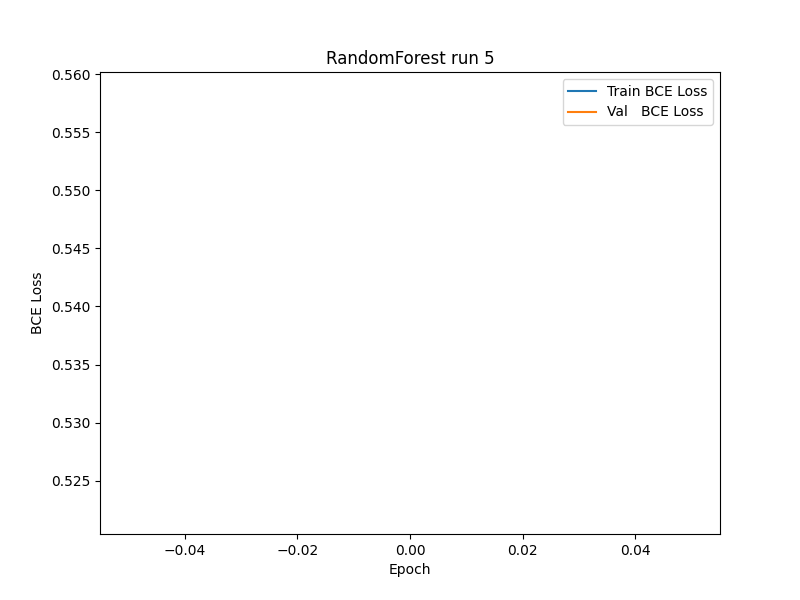 RandomForest run 5
Train BCE Loss
Val   BCE Loss
BCE Loss
0.560
0.555
0.550
0.545
0.540
0.535
0.530
0.525
−0.04
−0.02
0.00
0.02
0.04
Epoch